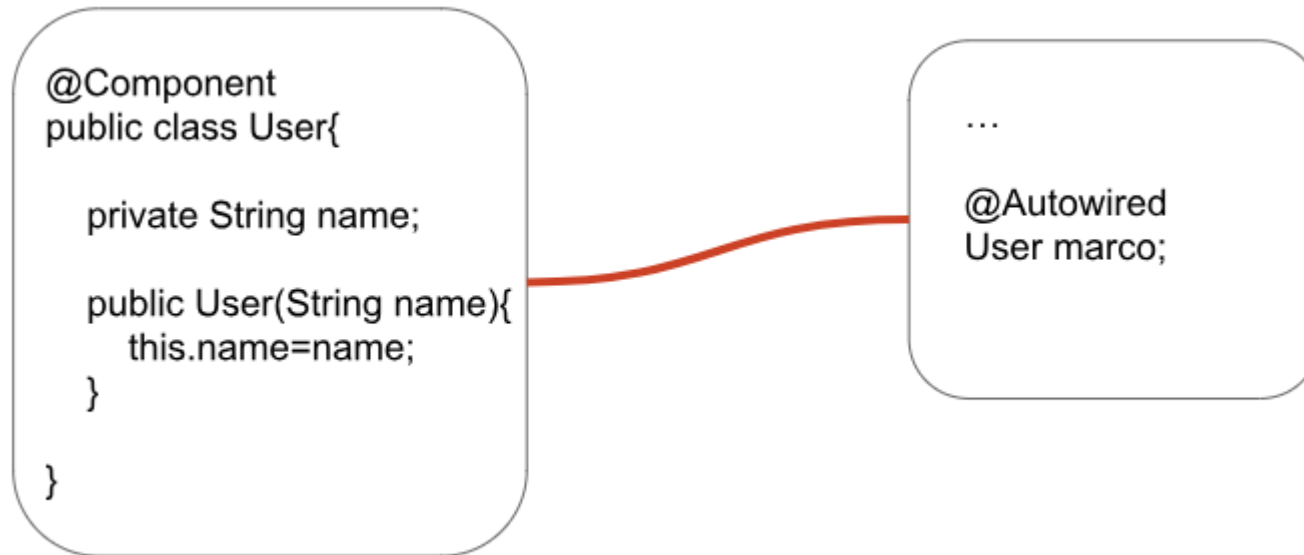 @Component
public class User{
private String name;
public User(String name){
this.name=name;
}
}
…
@Autowired
User marco;